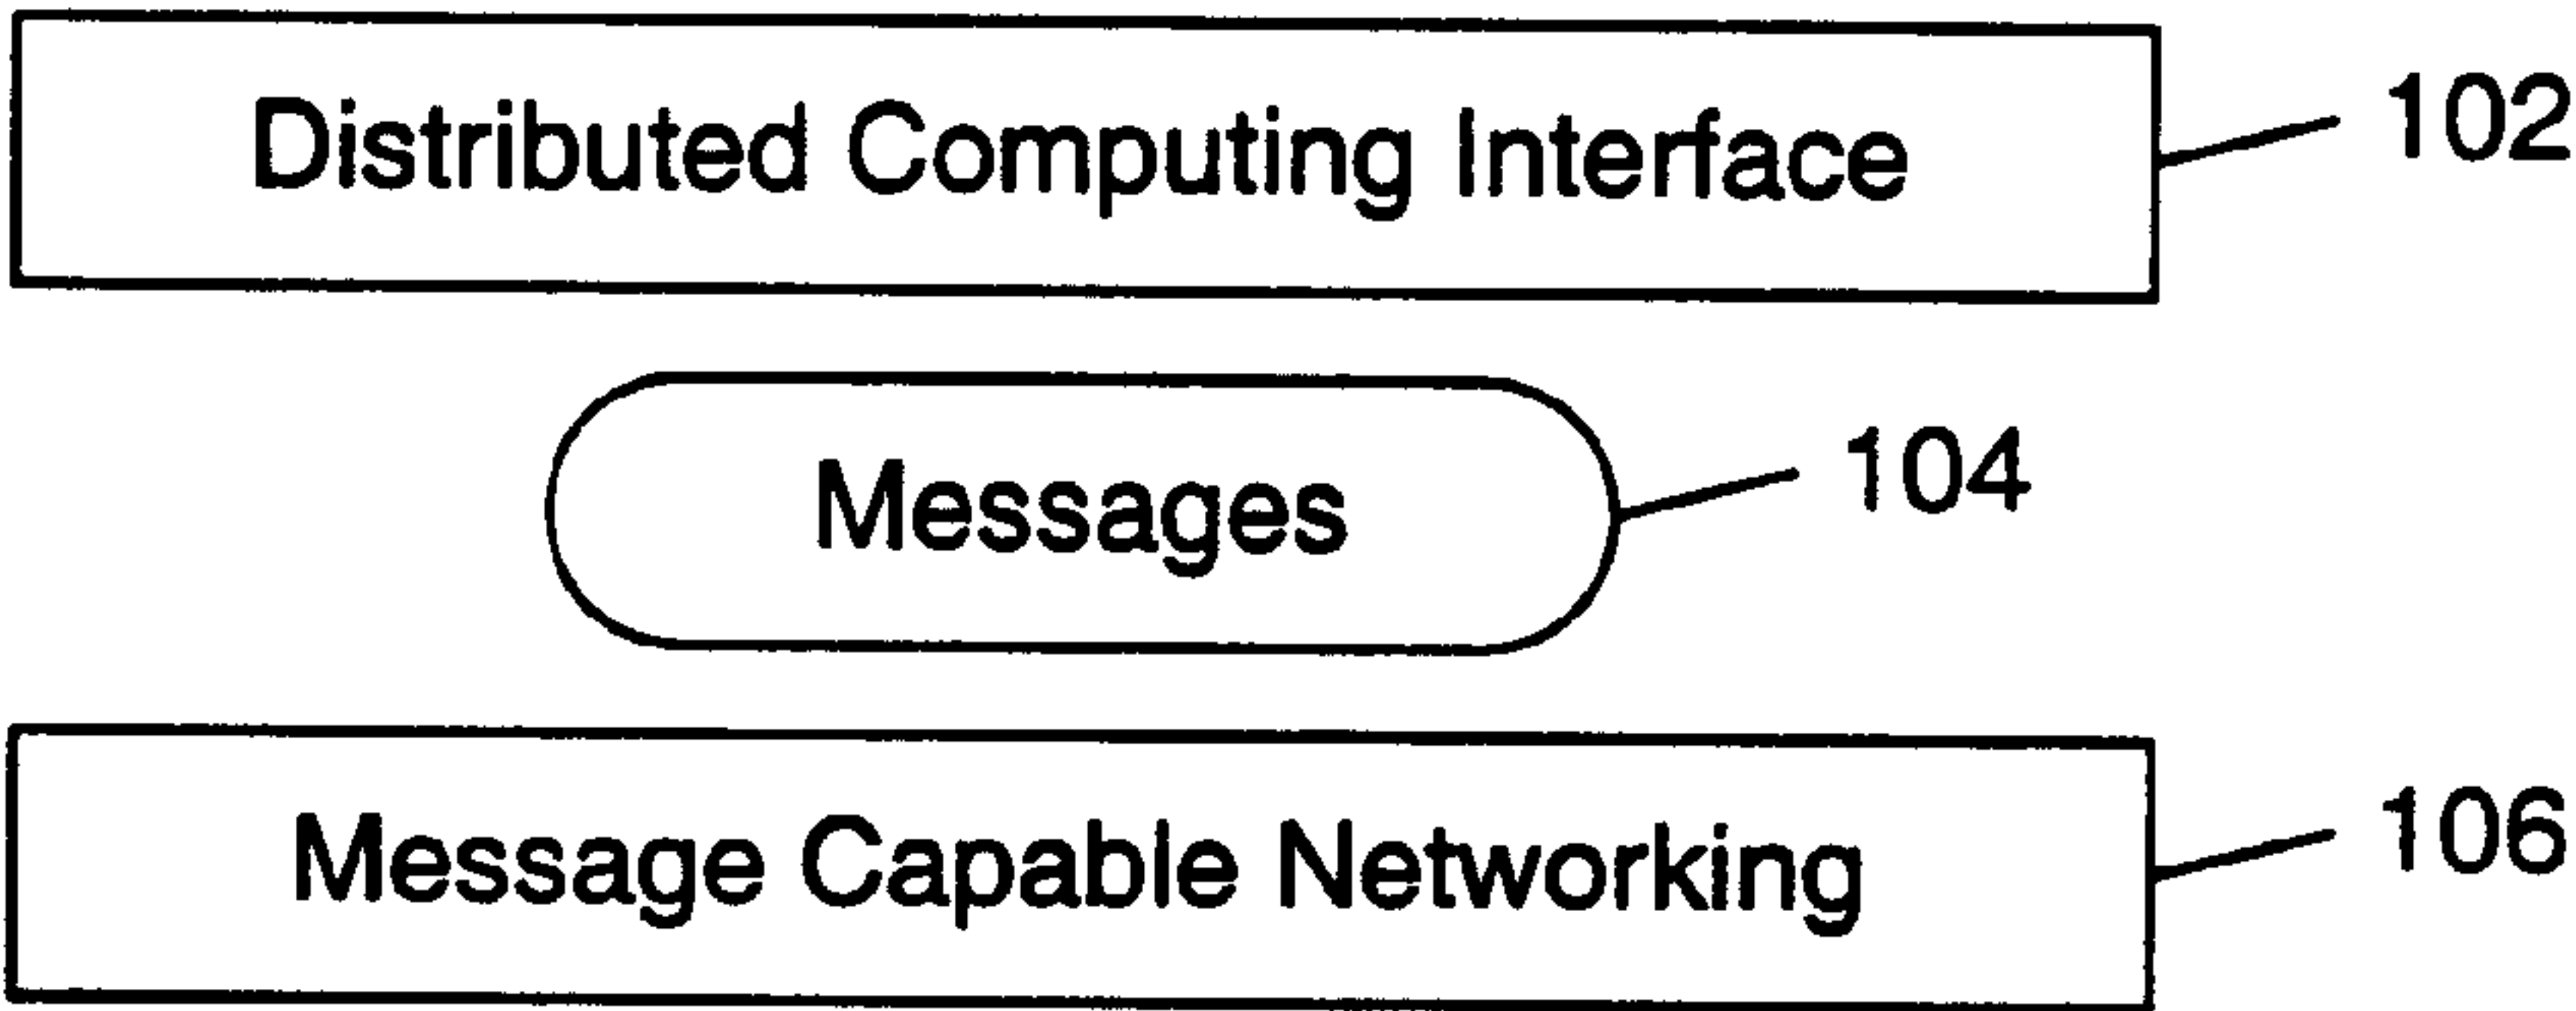 Distributed Computing Interface 102
Messages 104
Message Capable Networking 106